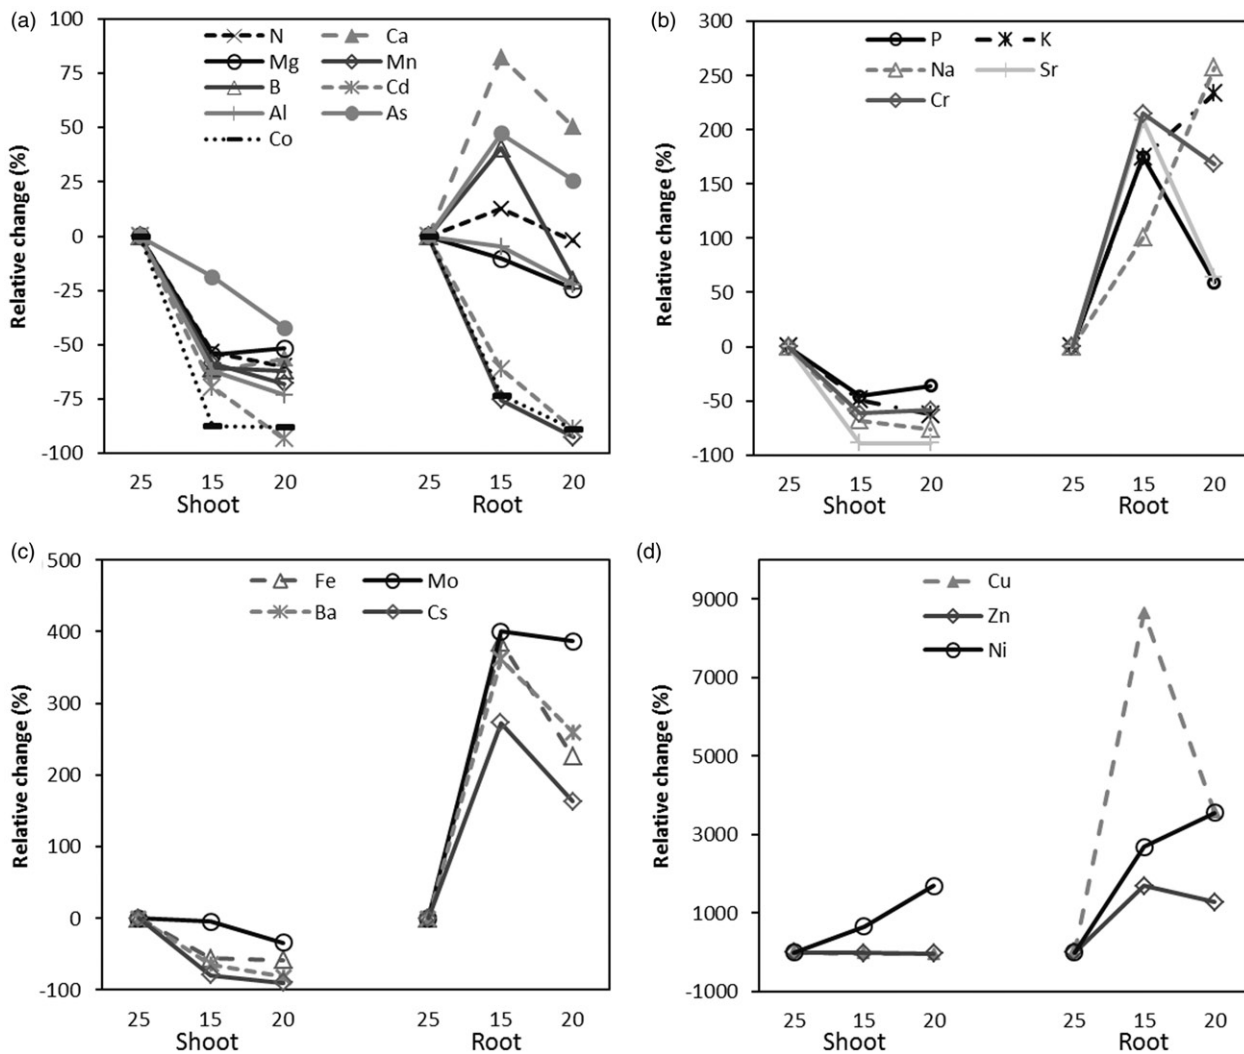 (a)
Relative change (%)
100
75
50
25
0
-25
-50
-75
-100
N Ca
Mg Mn
B Cd
Al As
Co
25 15 20 25 15 20
Shoot Root
(b)
Relative change (%)
300
250
200
150
100
50
0
-50
-100
P K
Na Sr
Cr
25 15 20 25 15 20
Shoot Root
(c)
Relative change (%)
500
400
300
200
100
0
-100
Fe Mo
Ba Cs
25 15 20 25 15 20
Shoot Root
(d)
Relative change (%)
9000
7000
5000
3000
1000
-1000
Cu
Zn
Ni
25 15 20 25 15 20
Shoot Root